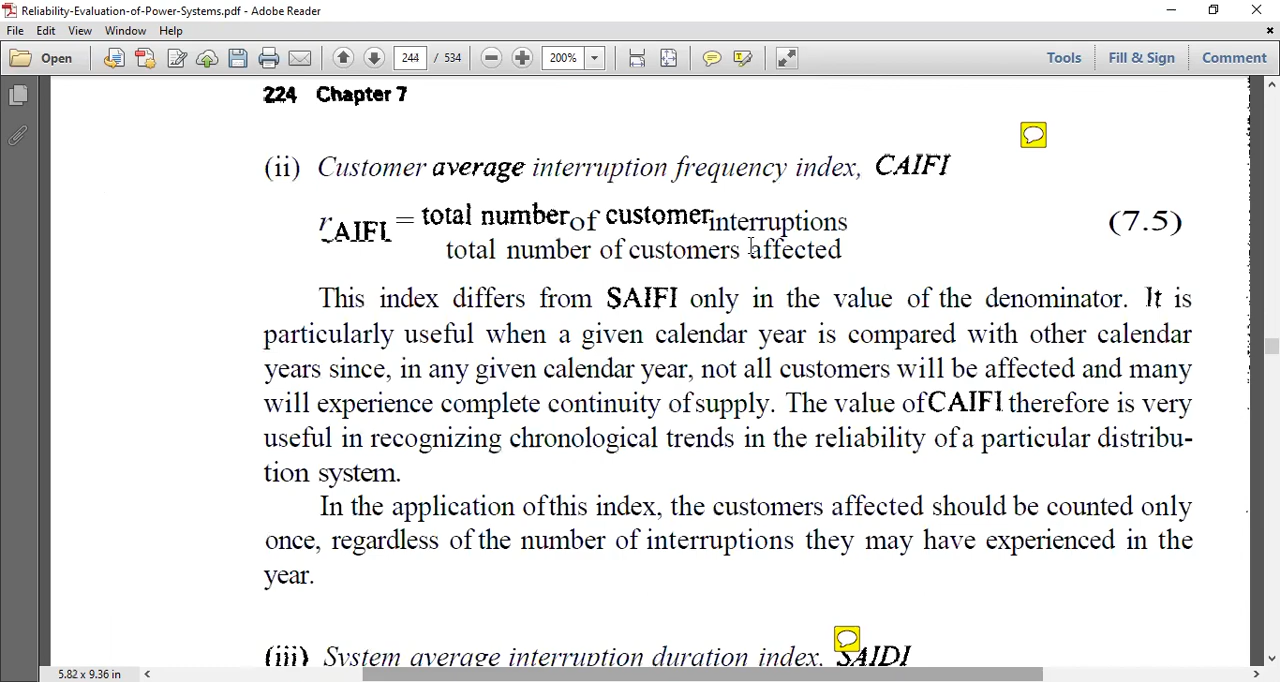 Reliability-Evaluation-of-Power-Systems.pdf - Adobe Reader
File Edit View Window Help
Open 244 / 534 200% Tools Fill & Sign Comment
224 Chapter 7
(ii) Customer average interruption frequency index, CAIFI
rAIFI = total number of customer interruptions (7.5)
total number of customers affected
This index differs from SAIFI only in the value of the denominator. It is
particularly useful when a given calendar year is compared with other calendar
years since, in any given calendar year, not all customers will be affected and many
will experience complete continuity of supply. The value of CAIFI therefore is very
useful in recognizing chronological trends in the reliability of a particular distribu-
tion system.
In the application of this index, the customers affected should be counted only
once, regardless of the number of interruptions they may have experienced in the
year.
(iii) System average interruption duration index, SAIDI
5.82 x 9.36 in